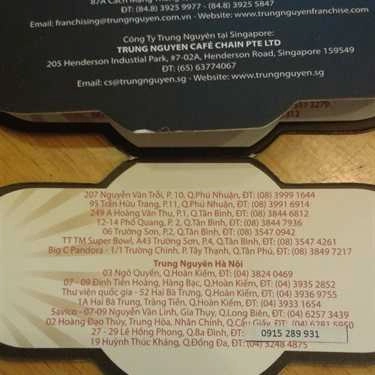 87A Cách Mạng Tháng
ĐT: (84.8) 3925 9977 - (84.8) 3925 5847
Email: franchising@trungnguyen.com.vn - Website: www.trungnguyenfranchise.com
Công Ty Trung Nguyên tại Singapore:
TRUNG NGUYEN CAFÉ CHAIN PTE LTD
205 Henderson Industial Park, #7-02A, Henderson Road, Singapore 159549
ĐT: (65) 63774067
Email: cs@trungnguyen.sg - Website: www.trungnguyen.sg
207 Nguyễn Văn Trỗi, P.10, Q.Phú Nhuận, ĐT: (08) 3999 1644
95 Trần Hữu Trang, P.11, Q.Phú Nhuận, ĐT: (08) 3991 6914
249 A Hoàng Văn Thụ, P.1, Q.Tân Bình, ĐT: (08) 3844 6812
12-14 Phổ Quang, P. 2, Q.Tân Bình, ĐT: (08) 3844 7936
06 Trường Sơn, P.2, Q.Tân Bình, ĐT: (08) 3547 0942
TT TM Super Bowl, A43 Trường Sơn, P.4, Q.Tân Bình, ĐT: (08) 3547 4261
Big C Pandora - 1/1 Trường Chinh, P. Tây Thạnh, Q.Tân Phú, ĐT: (08) 3849 7217
Trung Nguyên Hà Nội
03 Ngô Quyền, Q.Hoàn Kiếm, ĐT: (04) 3824 0469
07 - 09 Đinh Tiên Hoàng, Hàng Bạc, Q.Hoàn Kiếm, ĐT: (04) 3935 2852
Thư viện quốc gia - 52 Hai Bà Trưng, Q.Hoàn Kiếm, ĐT: (04) 3936 9755
1A Hai Bà Trưng, Tràng Tiền, Q.Hoàn Kiếm, ĐT: (04) 3933 1654
Savico - 07-09 Nguyễn Văn Linh, Gia Thụy, Q.Long Biên, ĐT: (04) 6257 3439
02 Hoàng Đạo Thúy, Trung Hòa, Nhân Chính, Q.Cầu Giấy, ĐT: (04) 6281 5950
27 - 29 Lê Hồng Phong, Q.Ba Đình, ĐT: 0915 289 931
19 Huỳnh Thúc Kháng, Q.Đống Đa, ĐT: (04) 3248 4875